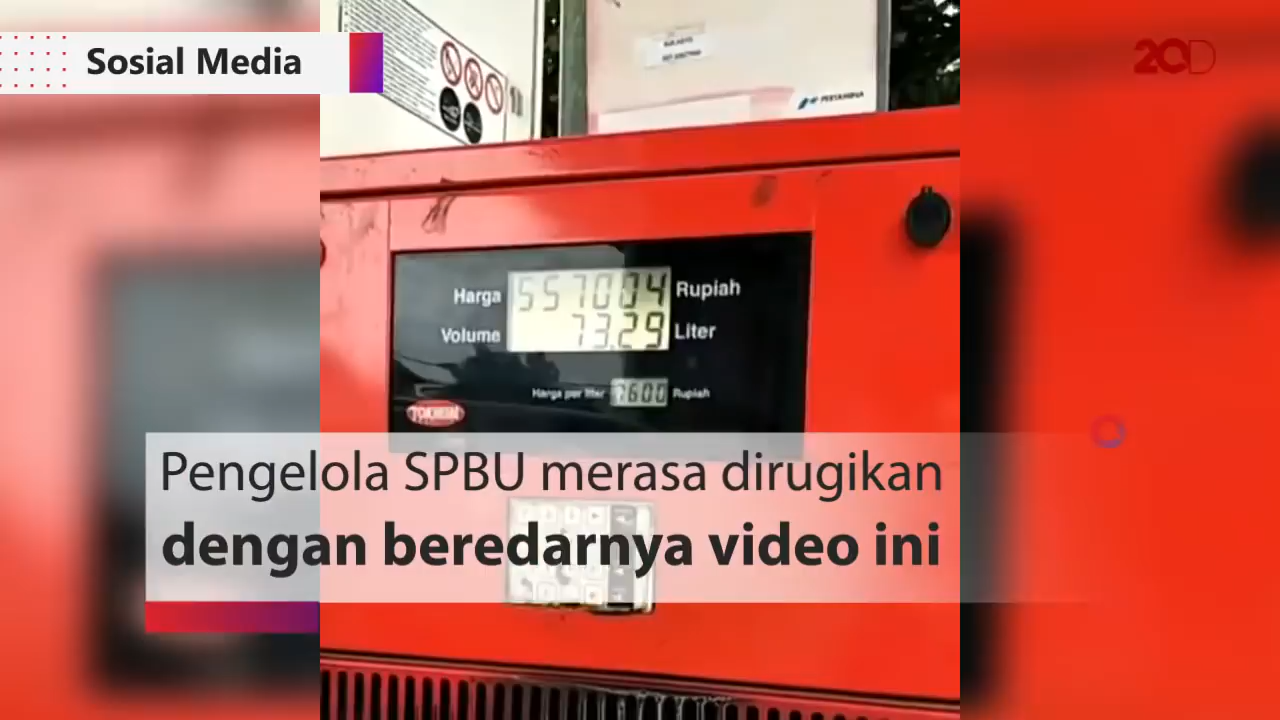 Sosial Media
20D
PERTAMINA
Harga 557004 Rupiah
Volume 73.29 Liter
Harga per liter 7600 Rupiah
TOKHEIM
Pengelola SPBU merasa dirugikan
dengan beredarnya video ini